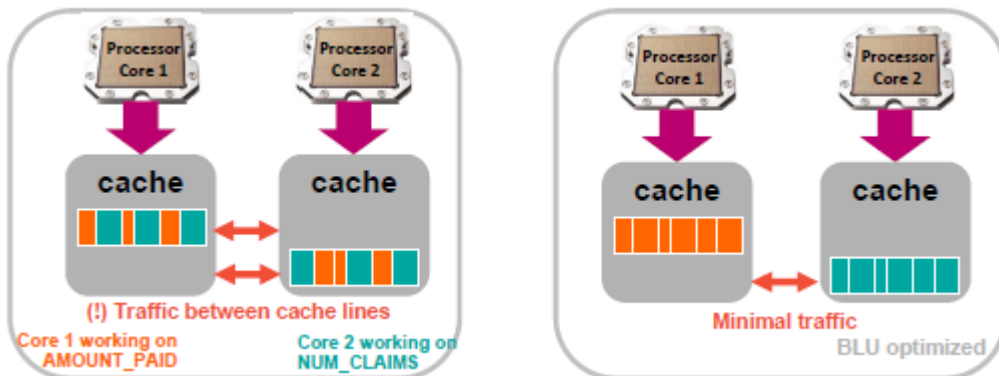 Processor
Core 1
Processor
Core 2
cache
cache
(!) Traffic between cache lines
Core 1 working on
AMOUNT_PAID
Core 2 working on
NUM_CLAIMS
Processor
Core 1
Processor
Core 2
cache
cache
Minimal traffic
BLU optimized